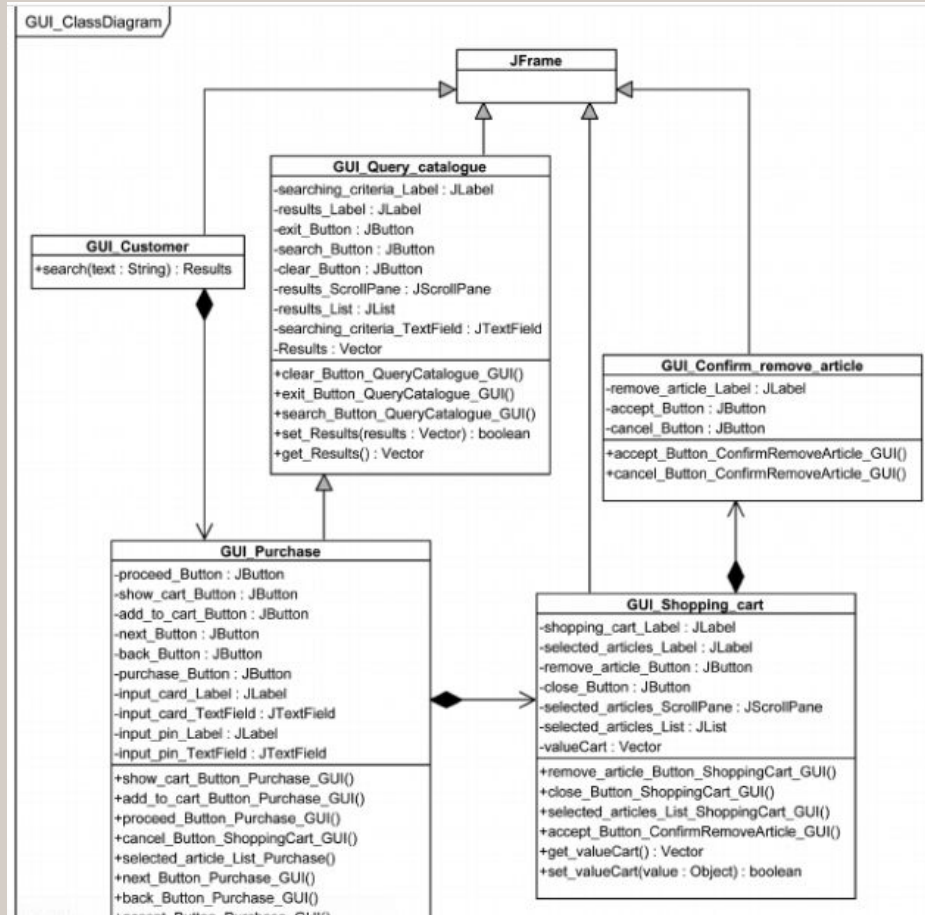 GUI_ClassDiagram
JFrame
GUI_Query_catalogue
-searching_criteria_Label : JLabel
-results_Label : JLabel
-exit_Button : JButton
-search_Button : JButton
-clear_Button : JButton
-results_ScrollPane : JScrollPane
-results_List : JList
-searching_criteria_TextField : JTextField
-Results : Vector
+clear_Button_QueryCatalogue_GUI()
+exit_Button_QueryCatalogue_GUI()
+search_Button_QueryCatalogue_GUI()
+set_Results(results : Vector) : boolean
+get_Results() : Vector
GUI_Customer
+search(text : String) : Results
GUI_Confirm_remove_article
-remove_article_Label : JLabel
-accept_Button : JButton
-cancel_Button : JButton
+accept_Button_ConfirmRemoveArticle_GUI()
+cancel_Button_ConfirmRemoveArticle_GUI()
GUI_Purchase
-proceed_Button : JButton
-show_cart_Button : JButton
-add_to_cart_Button : JButton
-next_Button : JButton
-back_Button : JButton
-purchase_Button : JButton
-input_card_Label : JLabel
-input_card_TextField : JTextField
-input_pin_Label : JLabel
-input_pin_TextField : JTextField
+show_cart_Button_Purchase_GUI()
+add_to_cart_Button_Purchase_GUI()
+proceed_Button_Purchase_GUI()
+cancel_Button_ShoppingCart_GUI()
+selected_article_List_Purchase()
+next_Button_Purchase_GUI()
+back_Button_Purchase_GUI()
GUI_Shopping_cart
-shopping_cart_Label : JLabel
-selected_articles_Label : JLabel
-remove_article_Button : JButton
-close_Button : JButton
-selected_articles_ScrollPane : JScrollPane
-selected_articles_List : JList
-valueCart : Vector
+remove_article_Button_ShoppingCart_GUI()
+close_Button_ShoppingCart_GUI()
+selected_articles_List_ShoppingCart_GUI()
+accept_Button_ConfirmRemoveArticle_GUI()
+get_valueCart() : Vector
+set_valueCart(value : Object) : boolean